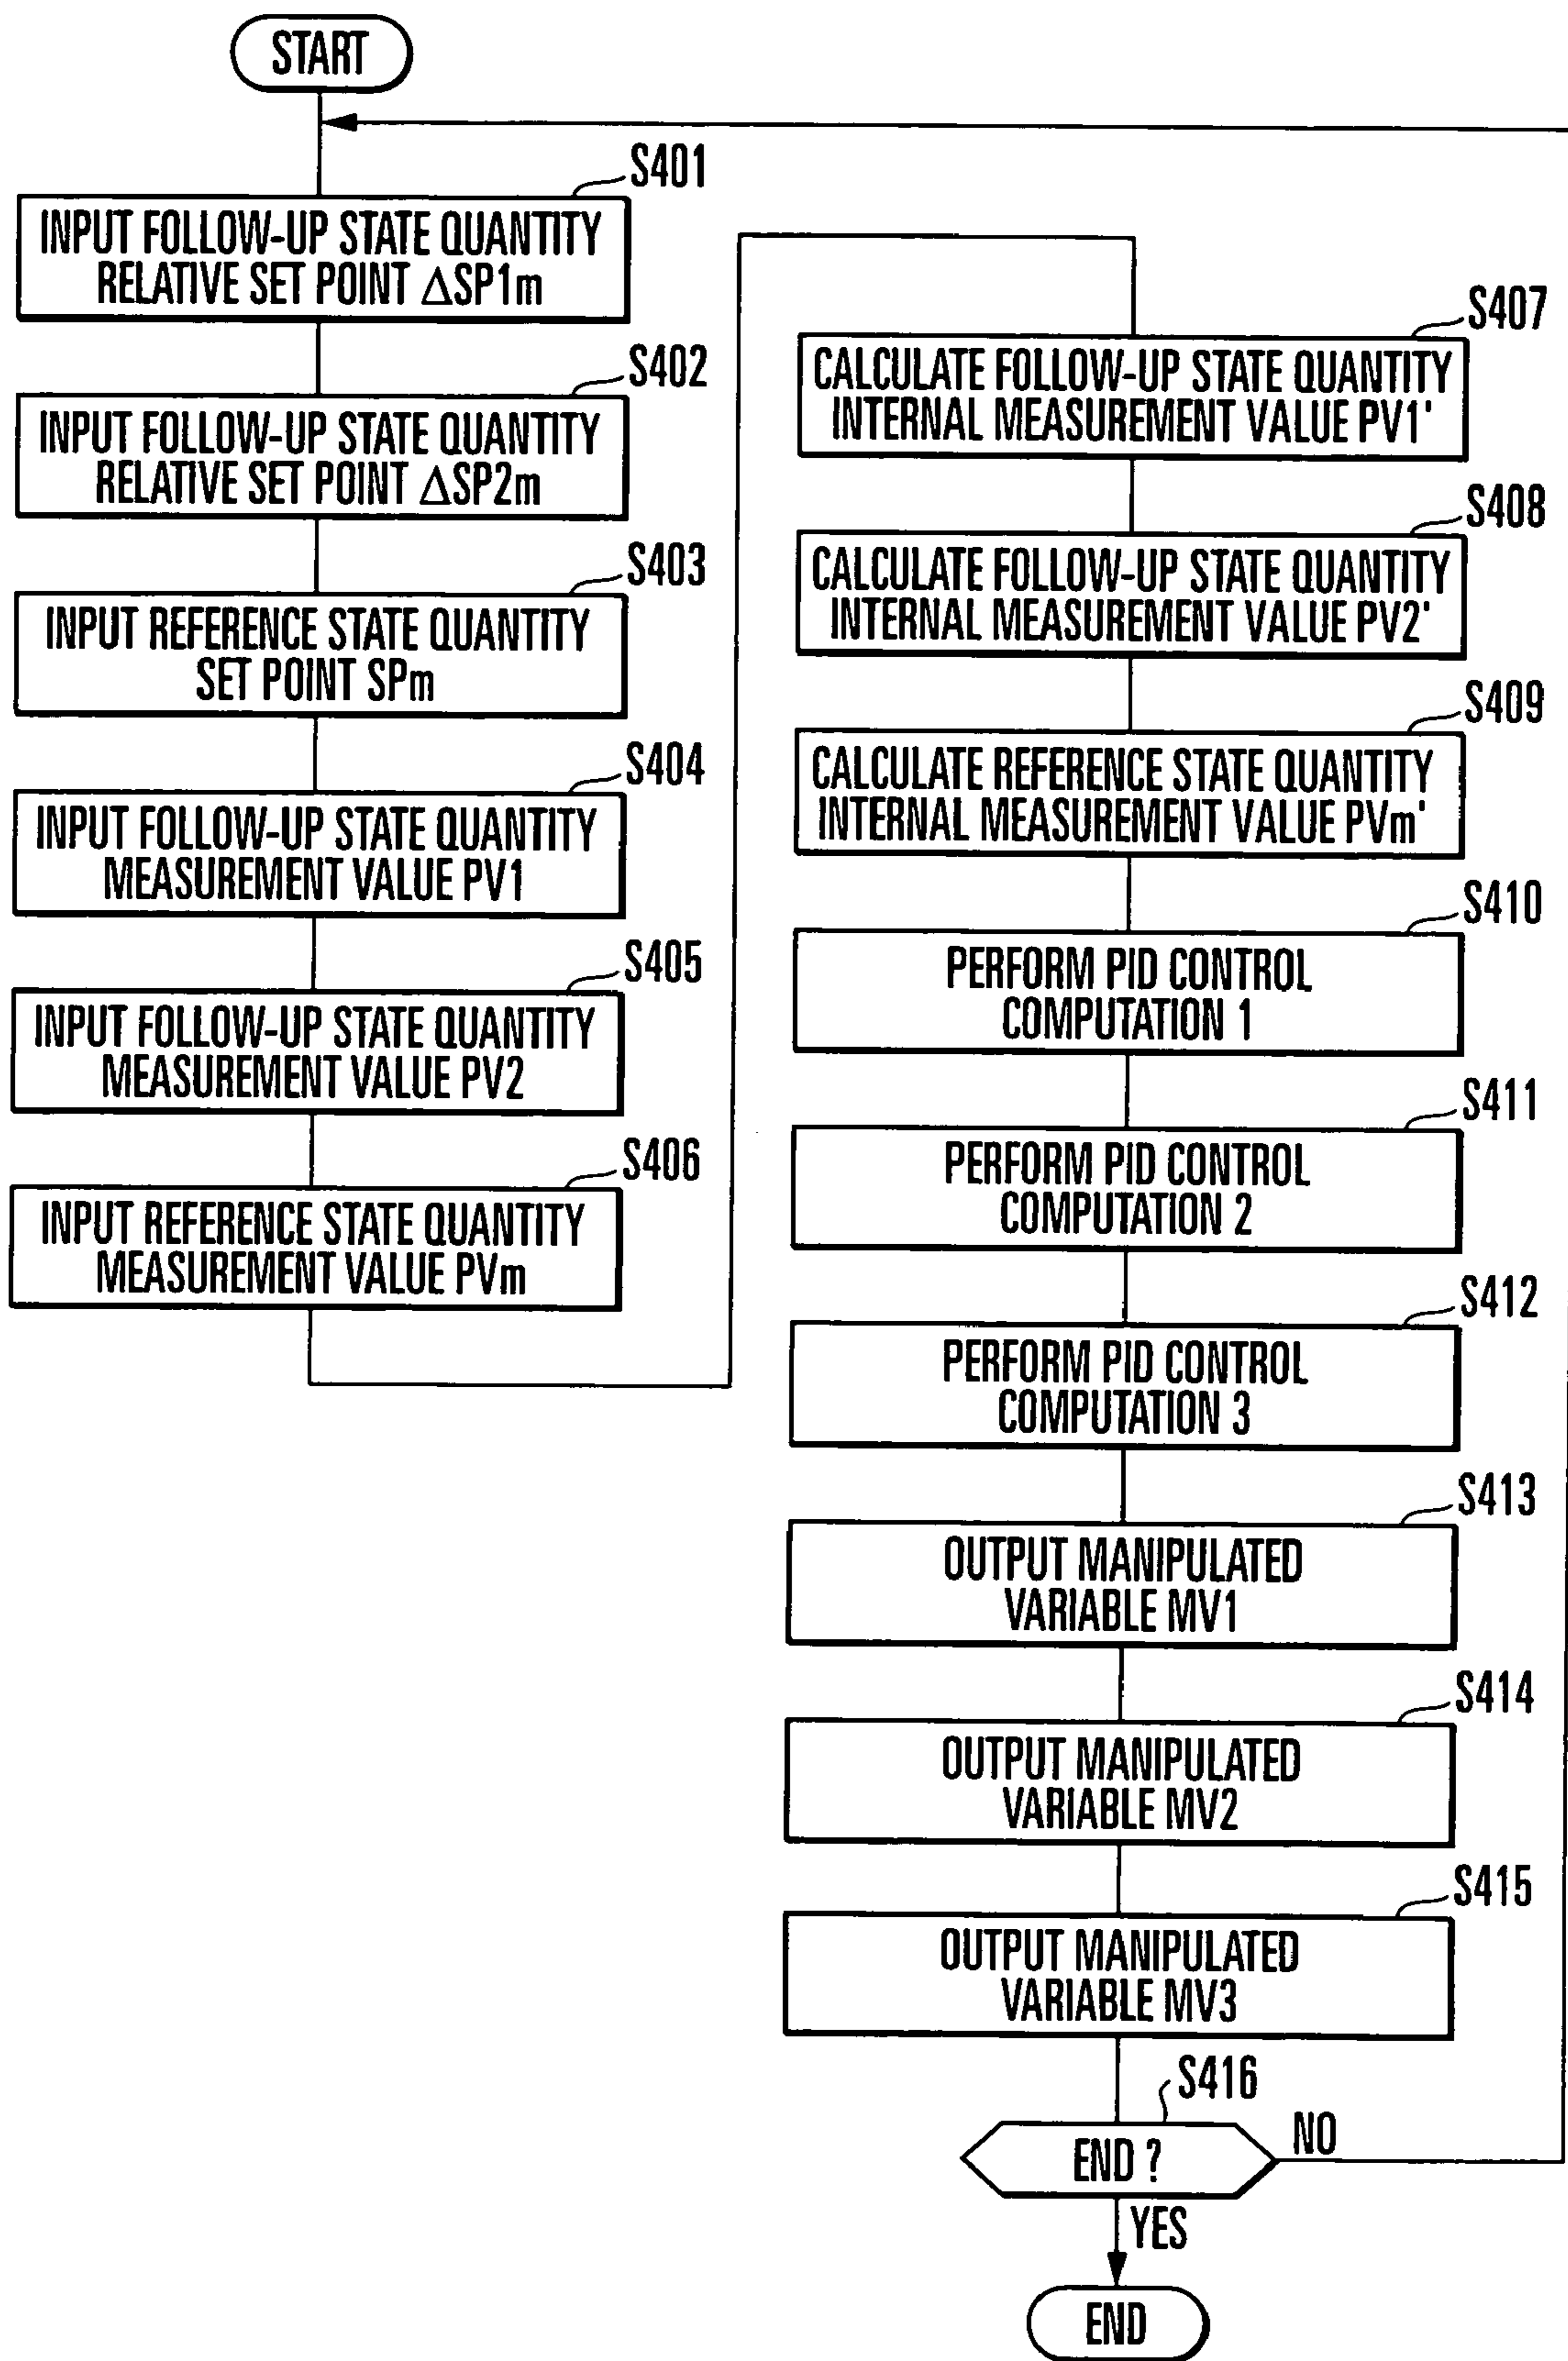 START
S401
INPUT FOLLOW-UP STATE QUANTITY
RELATIVE SET POINT ΔSP1m
S402
INPUT FOLLOW-UP STATE QUANTITY
RELATIVE SET POINT ΔSP2m
S403
INPUT REFERENCE STATE QUANTITY
SET POINT SPm
S404
INPUT FOLLOW-UP STATE QUANTITY
MEASUREMENT VALUE PV1
S405
INPUT FOLLOW-UP STATE QUANTITY
MEASUREMENT VALUE PV2
S406
INPUT REFERENCE STATE QUANTITY
MEASUREMENT VALUE PVm
S407
CALCULATE FOLLOW-UP STATE QUANTITY
INTERNAL MEASUREMENT VALUE PV1'
S408
CALCULATE FOLLOW-UP STATE QUANTITY
INTERNAL MEASUREMENT VALUE PV2'
S409
CALCULATE REFERENCE STATE QUANTITY
INTERNAL MEASUREMENT VALUE PVm'
S410
PERFORM PID CONTROL
COMPUTATION 1
S411
PERFORM PID CONTROL
COMPUTATION 2
S412
PERFORM PID CONTROL
COMPUTATION 3
S413
OUTPUT MANIPULATED
VARIABLE MV1
S414
OUTPUT MANIPULATED
VARIABLE MV2
S415
OUTPUT MANIPULATED
VARIABLE MV3
S416
END ?
NO
YES
END